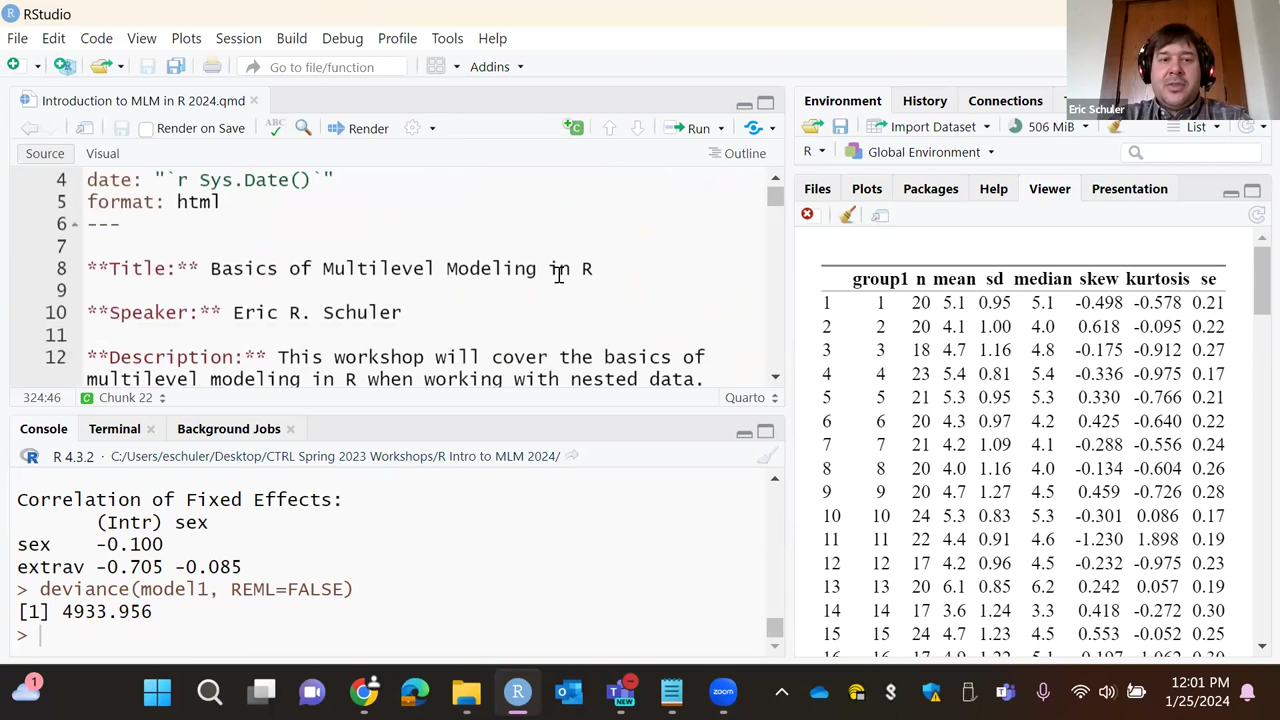 RStudio
File Edit Code View Plots Session Build Debug Profile Tools Help
Go to file/function Addins
Eric Schuler
Introduction to MLM in R 2024.qmd
Render on Save ABC Render Run
Source Visual Outline
4 date: "`r Sys.Date()`"
5 format: html
6 ---
7
8 **Title:** Basics of Multilevel Modeling in R
9
10 **Speaker:** Eric R. Schuler
11
12 **Description:** This workshop will cover the basics of
multilevel modeling in R when working with nested data.
324:46 C Chunk 22 Quarto
Console Terminal Background Jobs
R R 4.3.2 · C:/Users/eschuler/Desktop/CTRL Spring 2023 Workshops/R Intro to MLM 2024/
Correlation of Fixed Effects:
(Intr) sex
sex -0.100
extrav -0.705 -0.085
> deviance(model1, REML=FALSE)
[1] 4933.956
>
Environment History Connections
Import Dataset 506 MiB List
R Global Environment
Files Plots Packages Help Viewer Presentation
group1 n mean sd median skew kurtosis se
1 1 20 5.1 0.95 5.1 -0.498 -0.578 0.21
2 2 20 4.1 1.00 4.0 0.618 -0.095 0.22
3 3 18 4.7 1.16 4.8 -0.175 -0.912 0.27
4 4 23 5.4 0.81 5.4 -0.336 -0.975 0.17
5 5 21 5.3 0.95 5.3 0.330 -0.766 0.21
6 6 20 4.3 0.97 4.2 0.425 -0.640 0.22
7 7 21 4.2 1.09 4.1 -0.288 -0.556 0.24
8 8 20 4.0 1.16 4.0 -0.134 -0.604 0.26
9 9 20 4.7 1.27 4.5 0.459 -0.726 0.28
10 10 24 5.3 0.83 5.3 -0.301 0.086 0.17
11 11 22 4.4 0.91 4.6 -1.230 1.898 0.19
12 12 17 4.2 0.96 4.5 -0.232 -0.975 0.23
13 13 20 6.1 0.85 6.2 0.242 0.057 0.19
14 14 17 3.6 1.24 3.3 0.418 -0.272 0.30
15 15 24 4.7 1.23 4.5 0.553 -0.052 0.25
1 R NEW zoom
12:01 PM
1/25/2024